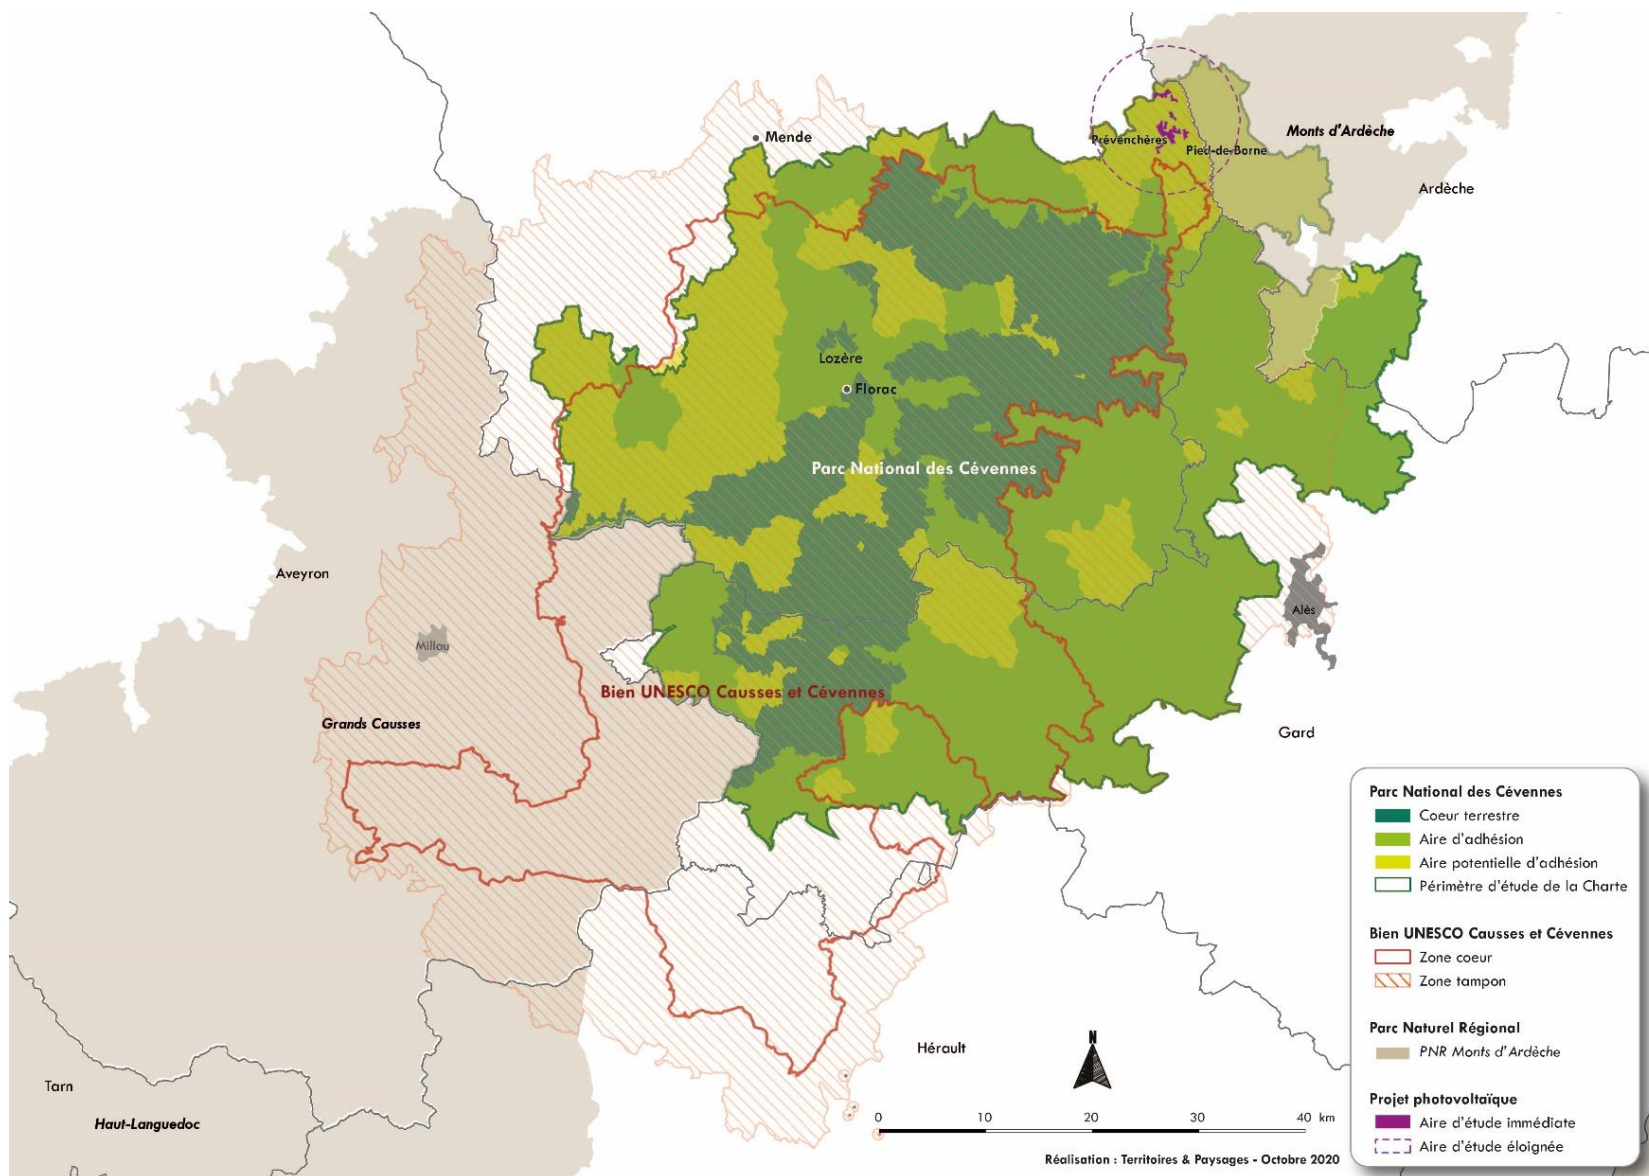 Mende
Prévenchères
Pied-de-Borne
Monts d'Ardèche
Ardèche
Lozère
Florac
Parc National des Cévennes
Aveyron
Alès
Millau
Bien UNESCO Causses et Cévennes
Grands Causses
Gard
Parc National des Cévennes
Coeur terrestre
Aire d'adhésion
Aire potentielle d'adhésion
Périmètre d'étude de la Charte
Bien UNESCO Causses et Cévennes
Zone coeur
Zone tampon
Parc Naturel Régional
PNR Monts d'Ardèche
Projet photovoltaïque
Aire d'étude immédiate
Aire d'étude éloignée
Hérault
N
Tarn
Haut-Languedoc
0 10 20 30 40 km
Réalisation : Territoires & Paysages - Octobre 2020